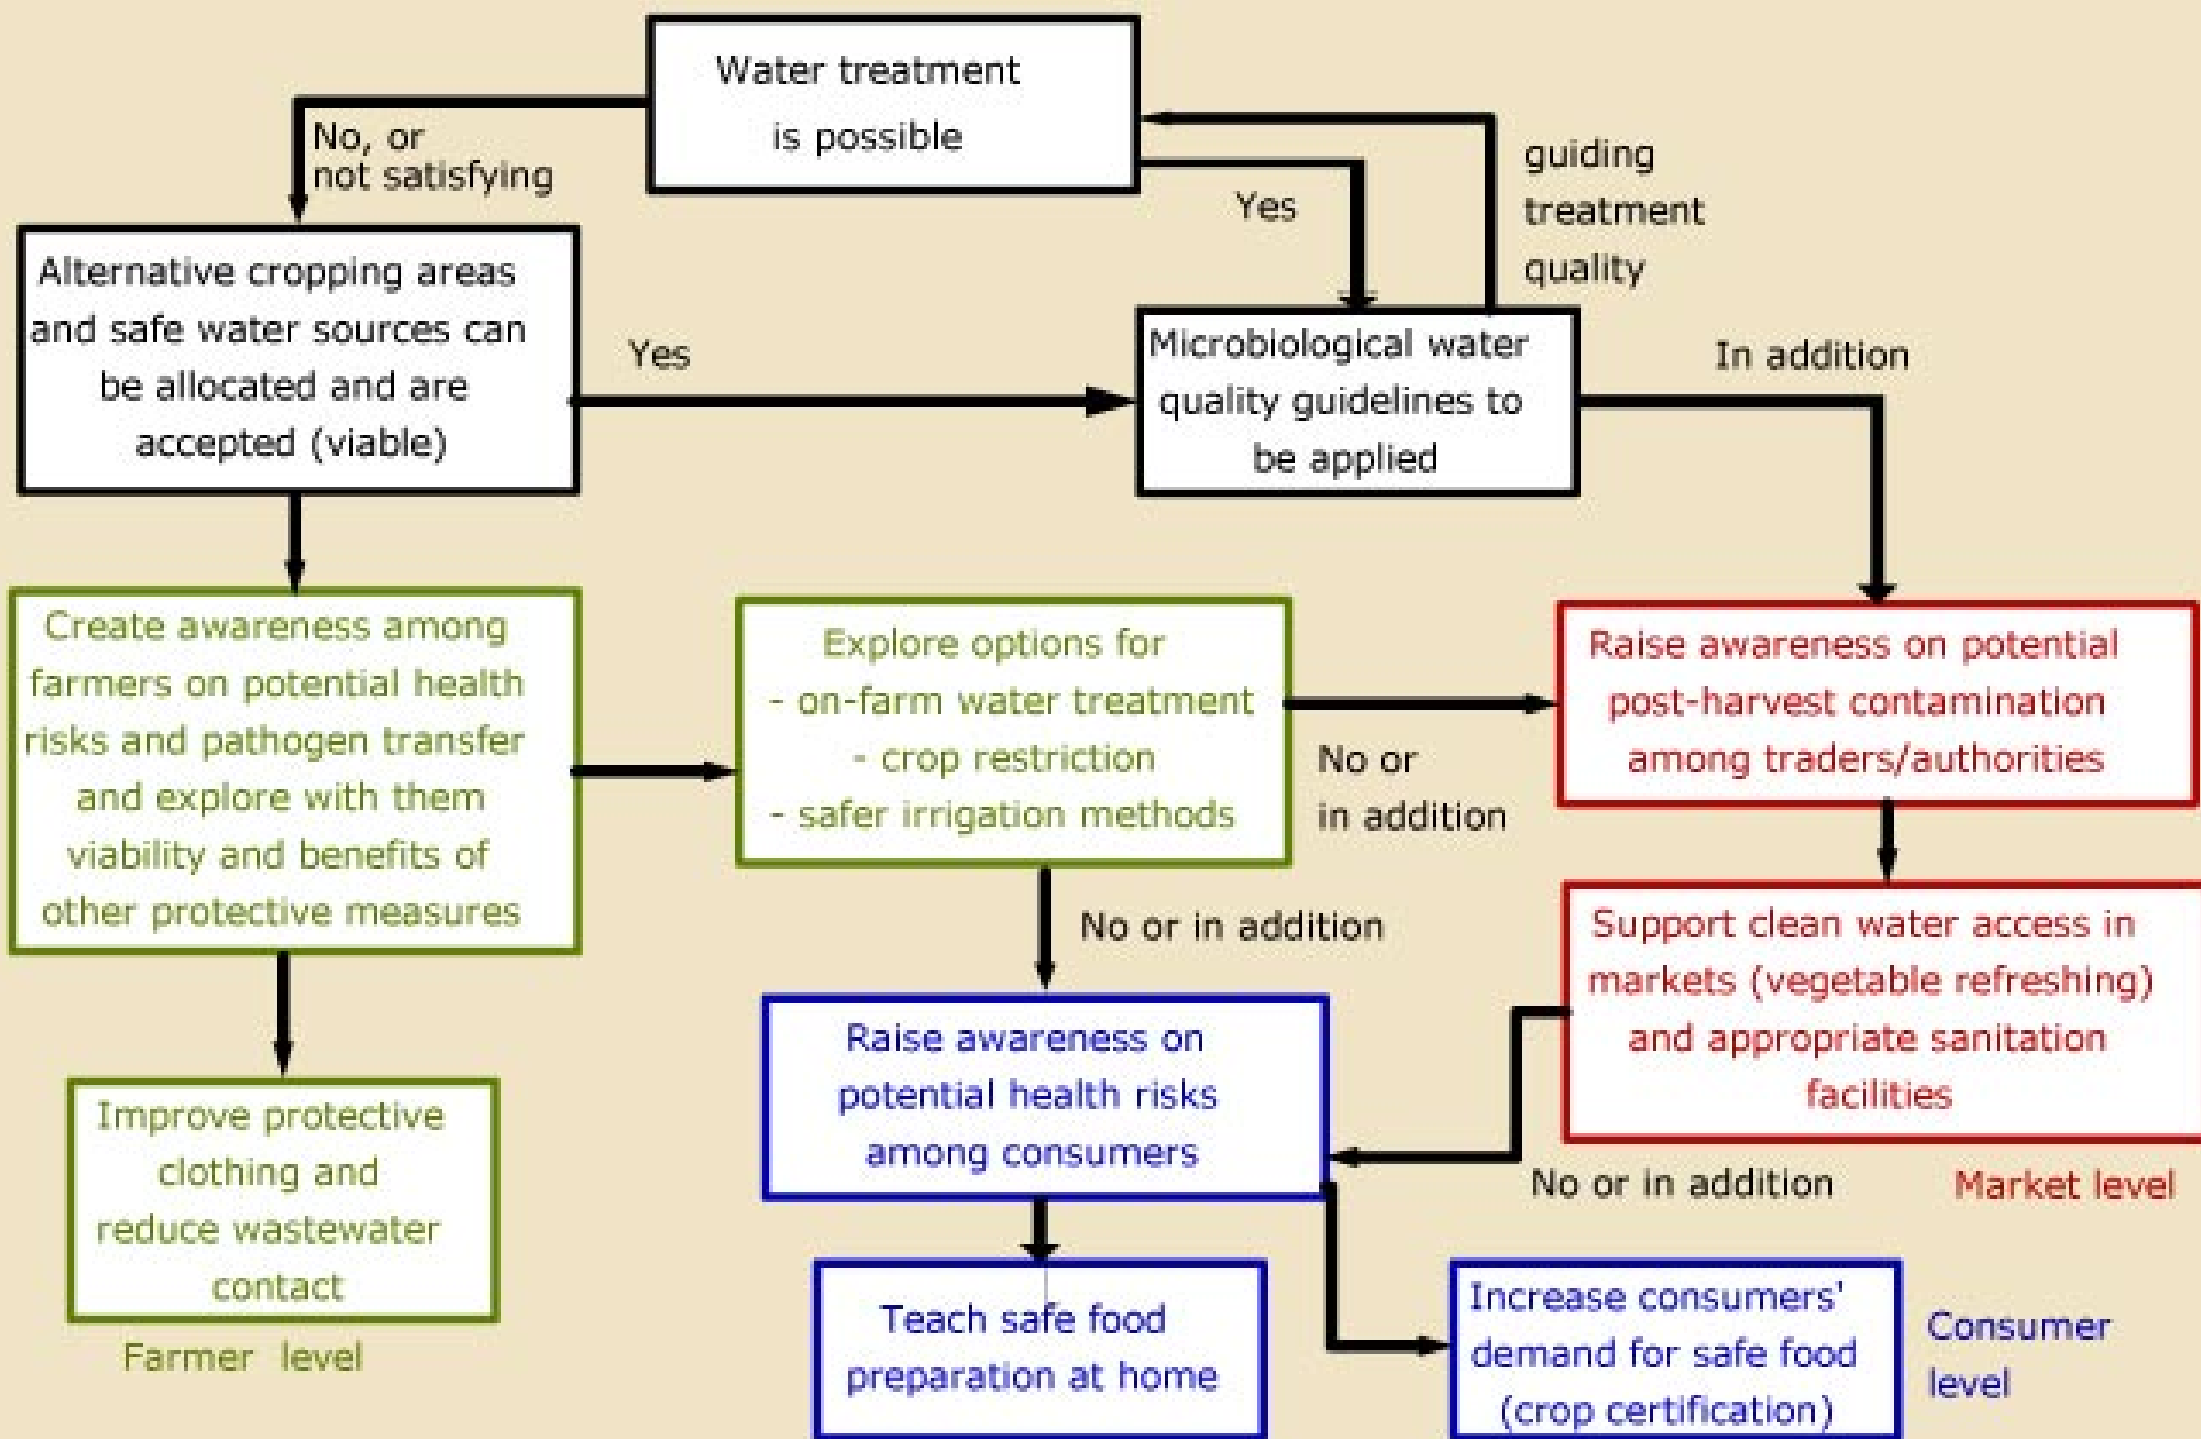 Water treatment
is possible
No, or
not satisfying
Yes
guiding
treatment
quality
Alternative cropping areas
and safe water sources can
be allocated and are
accepted (viable)
Yes
Microbiological water
quality guidelines to
be applied
In addition
Create awareness among
farmers on potential health
risks and pathogen transfer
and explore with them
viability and benefits of
other protective measures
Explore options for
- on-farm water treatment
- crop restriction
- safer irrigation methods
No or
in addition
Raise awareness on potential
post-harvest contamination
among traders/authorities
No or in addition
Support clean water access in
markets (vegetable refreshing)
and appropriate sanitation
facilities
Raise awareness on
potential health risks
among consumers
No or in addition
Market level
Improve protective
clothing and
reduce wastewater
contact
Farmer level
Teach safe food
preparation at home
Increase consumers'
demand for safe food
(crop certification)
Consumer
level